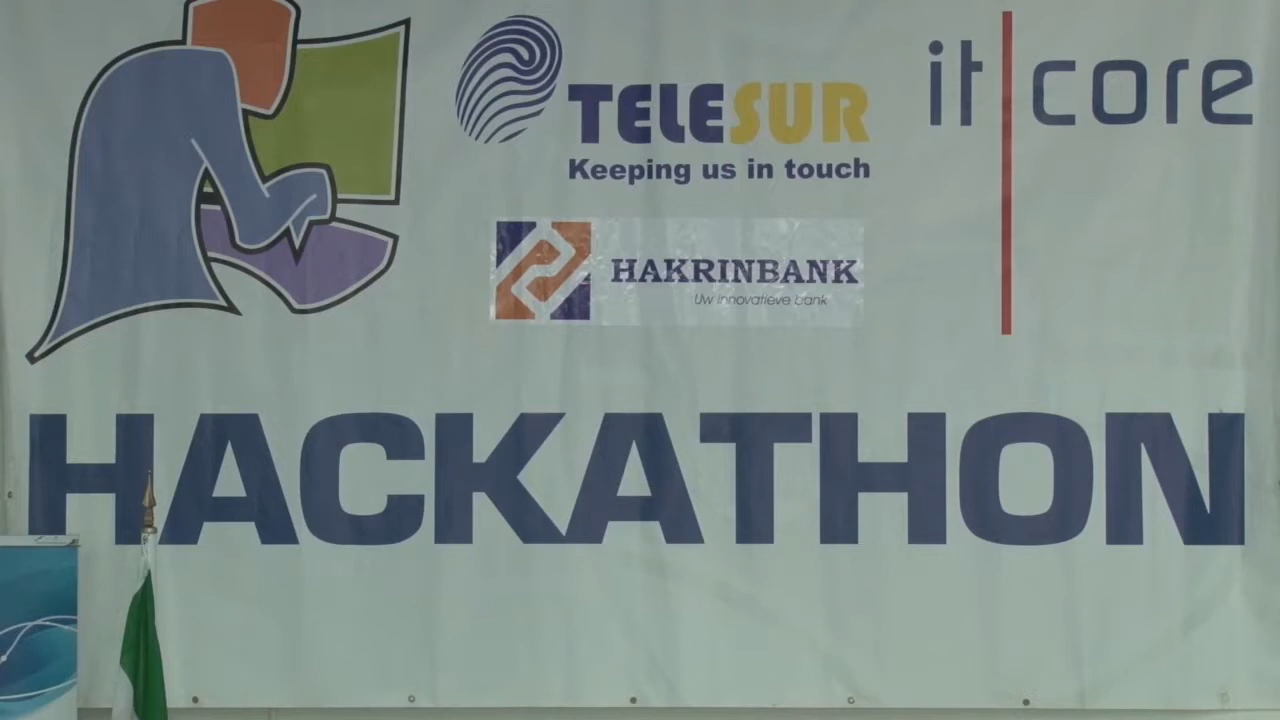 TELESUR
Keeping us in touch
it core
HAKRINBANK
Uw innovatieve bank
HACKATHON